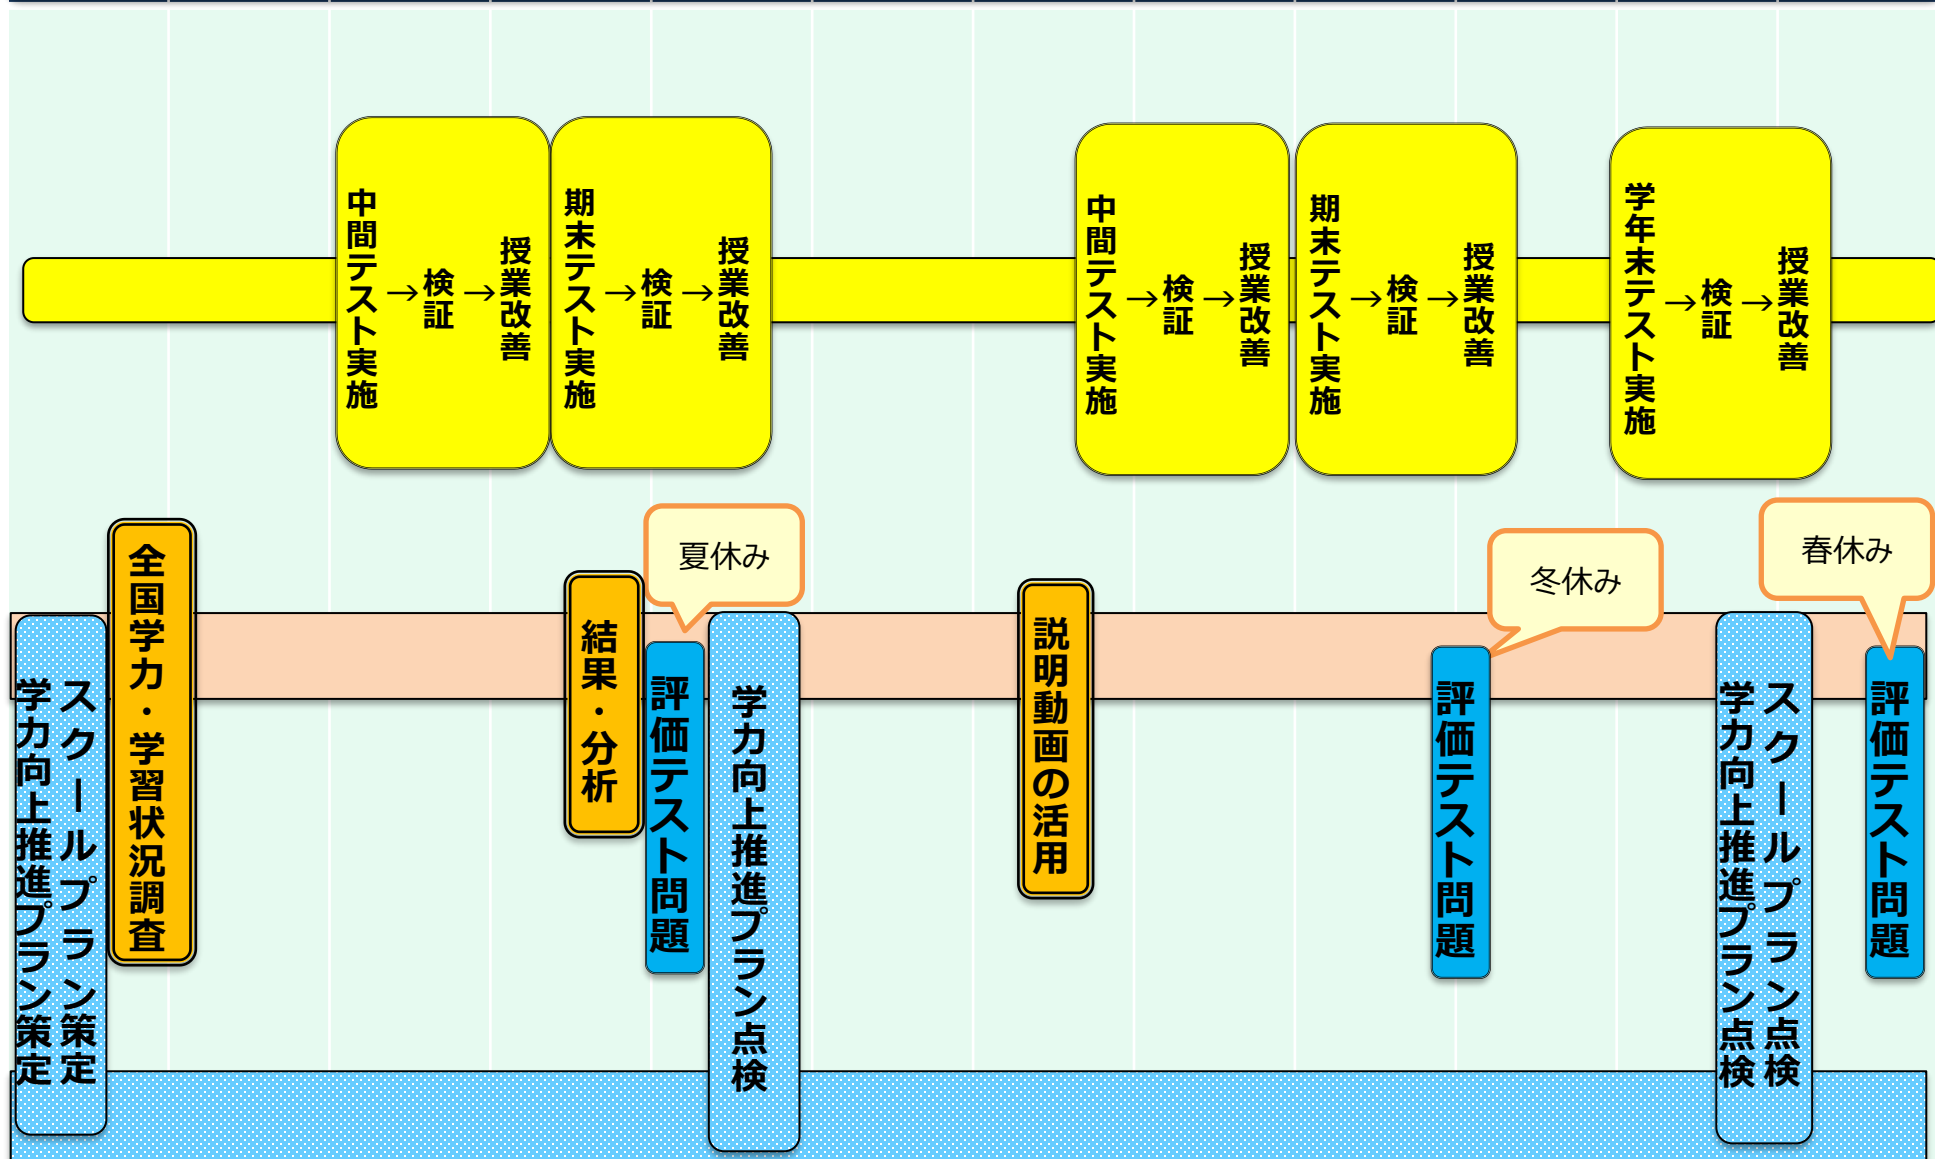 中間テスト実施
→検証
→授業改善
期末テスト実施
→検証
→授業改善
中間テスト実施
→検証
→授業改善
期末テスト実施
→検証
→授業改善
学年末テスト実施
→検証
→授業改善
スクールプラン策定
学力向上推進プラン策定
全国学力・学習状況調査
結果・分析
夏休み
評価テスト問題
学力向上推進プラン点検
説明動画の活用
冬休み
評価テスト問題
スクールプラン点検
学力向上推進プラン点検
春休み
評価テスト問題